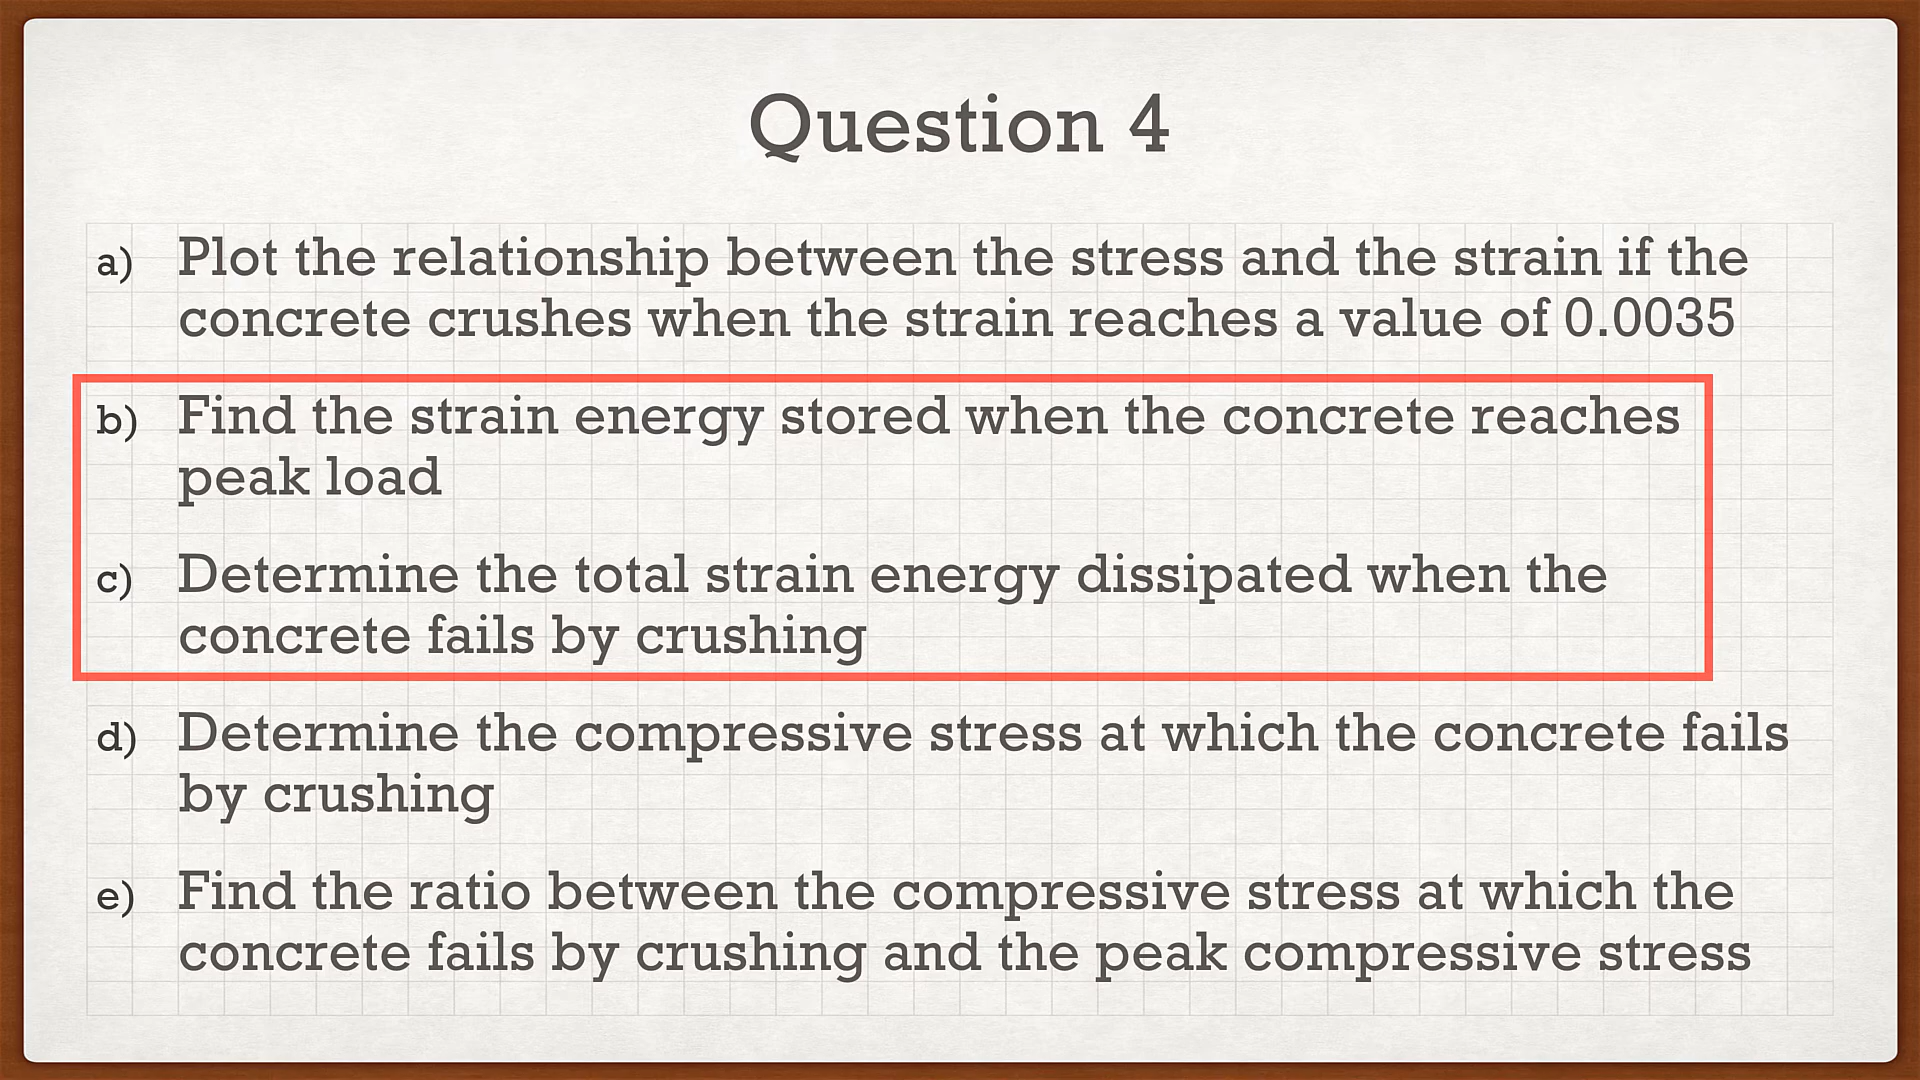 Question 4
a) Plot the relationship between the stress and the strain if the
concrete crushes when the strain reaches a value of 0.0035
b) Find the strain energy stored when the concrete reaches
peak load
c) Determine the total strain energy dissipated when the
concrete fails by crushing
d) Determine the compressive stress at which the concrete fails
by crushing
e) Find the ratio between the compressive stress at which the
concrete fails by crushing and the peak compressive stress